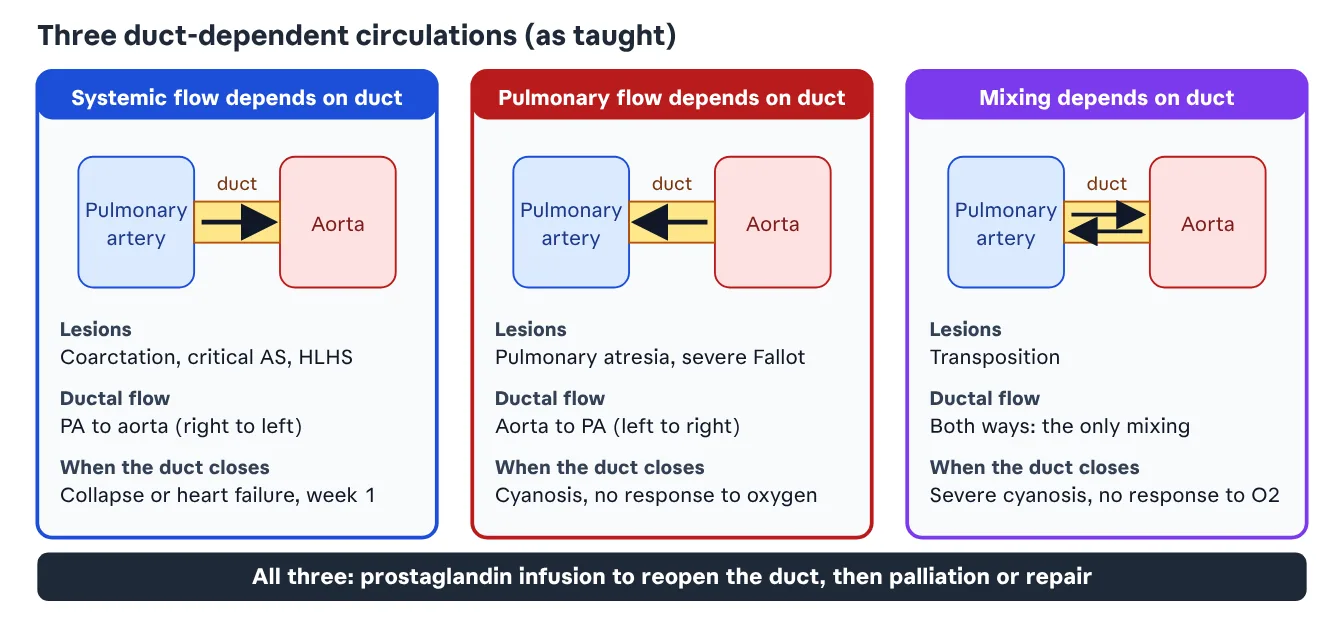 Three duct-dependent circulations (as taught)
Systemic flow depends on duct
duct
Pulmonary
artery
Aorta
Lesions
Coarctation, critical AS, HLHS
Ductal flow
PA to aorta (right to left)
When the duct closes
Collapse or heart failure, week 1
Pulmonary flow depends on duct
duct
Pulmonary
artery
Aorta
Lesions
Pulmonary atresia, severe Fallot
Ductal flow
Aorta to PA (left to right)
When the duct closes
Cyanosis, no response to oxygen
Mixing depends on duct
duct
Pulmonary
artery
Aorta
Lesions
Transposition
Ductal flow
Both ways: the only mixing
When the duct closes
Severe cyanosis, no response to O2
All three: prostaglandin infusion to reopen the duct, then palliation or repair